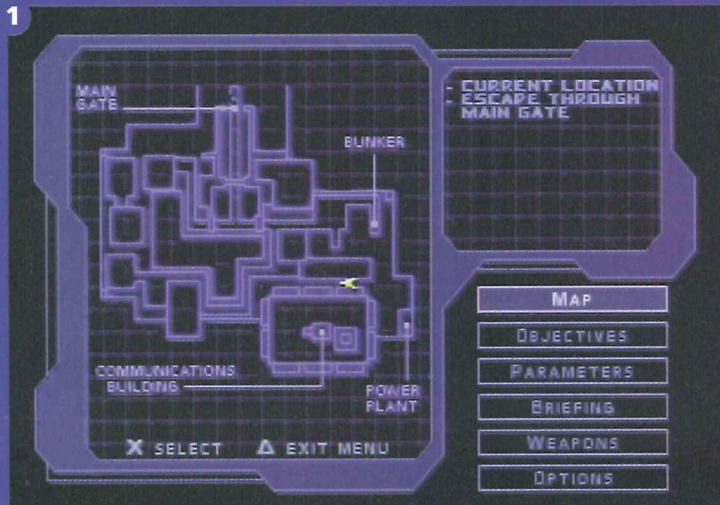 1
MAIN
GATE
BUNKER
COMMUNICATIONS
BUILDING
POWER
PLANT
X SELECT △ EXIT MENU
- CURRENT LOCATION
- ESCAPE THROUGH
MAIN GATE
MAP
OBJECTIVES
PARAMETERS
BRIEFING
WEAPONS
OPTIONS